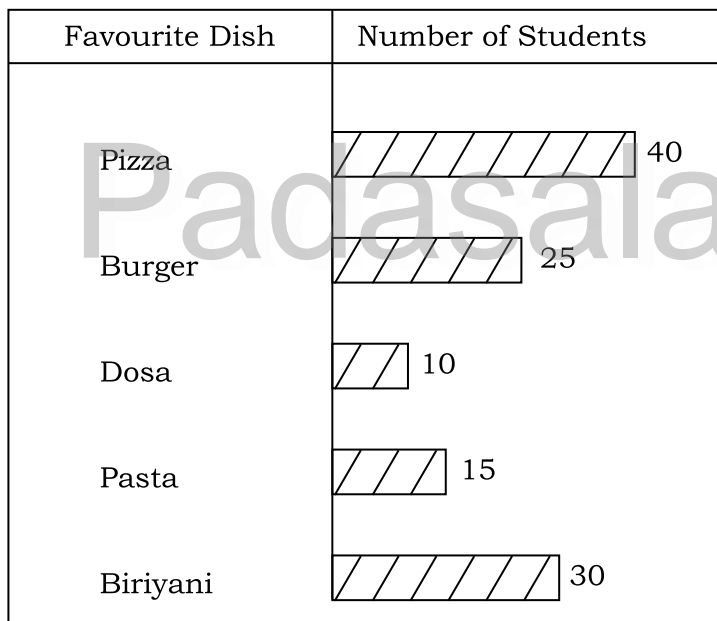 Favourite Dish Number of Students
Pizza 40
Burger 25
Dosa 10
Pasta 15
Biriyani 30
Padasala